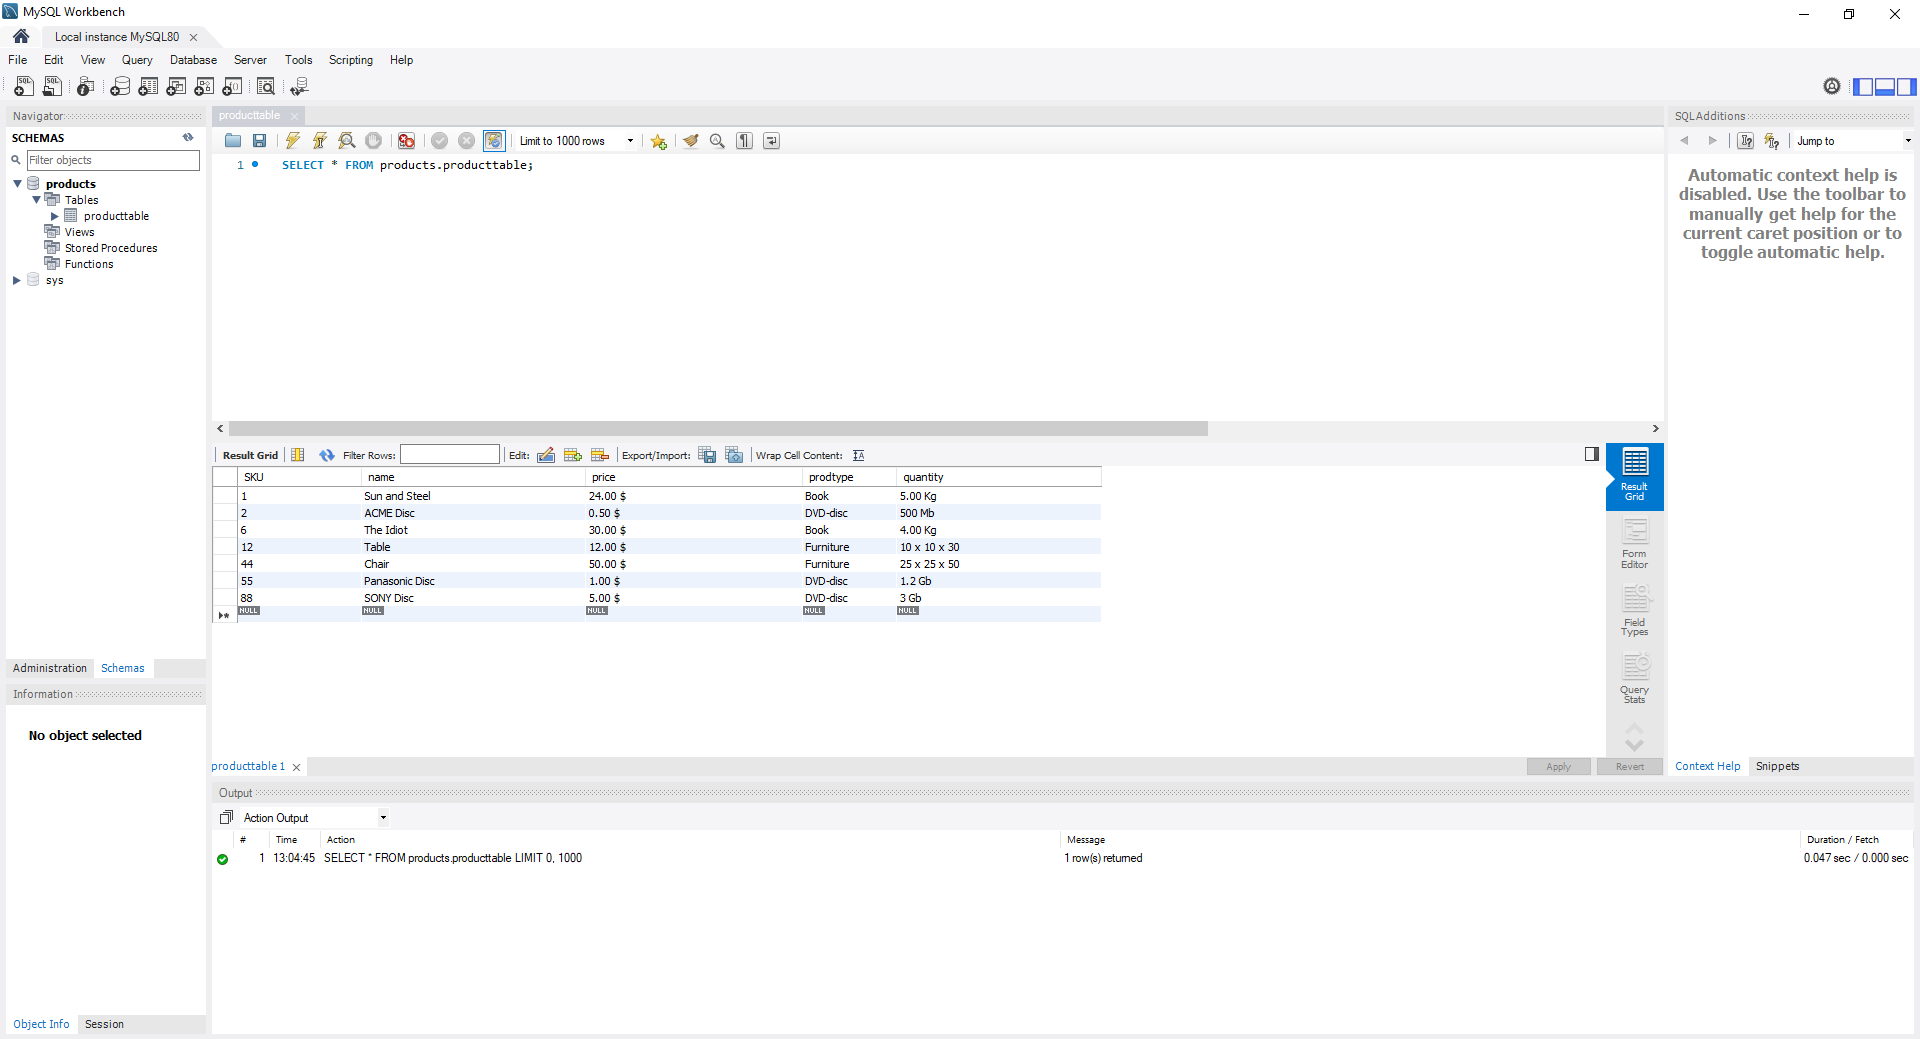 MySQL Workbench
Local instance MySQL80
File Edit View Query Database Server Tools Scripting Help
Navigator
SCHEMAS
Filter objects
products
Tables
producttable
Views
Stored Procedures
Functions
sys
Administration Schemas
Information
No object selected
Object Info Session
producttable
Limit to 1000 rows
1 SELECT * FROM products.producttable;
Result Grid Filter Rows: Edit: Export/Import: Wrap Cell Content:
SKU name price prodtype quantity
1 Sun and Steel 24.00 $ Book 5.00 Kg
2 ACME Disc 0.50 $ DVD-disc 500 Mb
6 The Idiot 30.00 $ Book 4.00 Kg
12 Table 12.00 $ Furniture 10 x 10 x 30
44 Chair 50.00 $ Furniture 25 x 25 x 50
55 Panasonic Disc 1.00 $ DVD-disc 1.2 Gb
88 SONY Disc 5.00 $ DVD-disc 3 Gb
NULL NULL NULL NULL NULL
Result
Grid
Form
Editor
Field
Types
Query
Stats
producttable 1 Apply Revert
Output
Action Output
# Time Action Message Duration / Fetch
1 13:04:45 SELECT * FROM products.producttable LIMIT 0, 1000 1 row(s) returned 0.047 sec / 0.000 sec
SQLAdditions
Jump to
Automatic context help is
disabled. Use the toolbar to
manually get help for the
current caret position or to
toggle automatic help.
Context Help Snippets